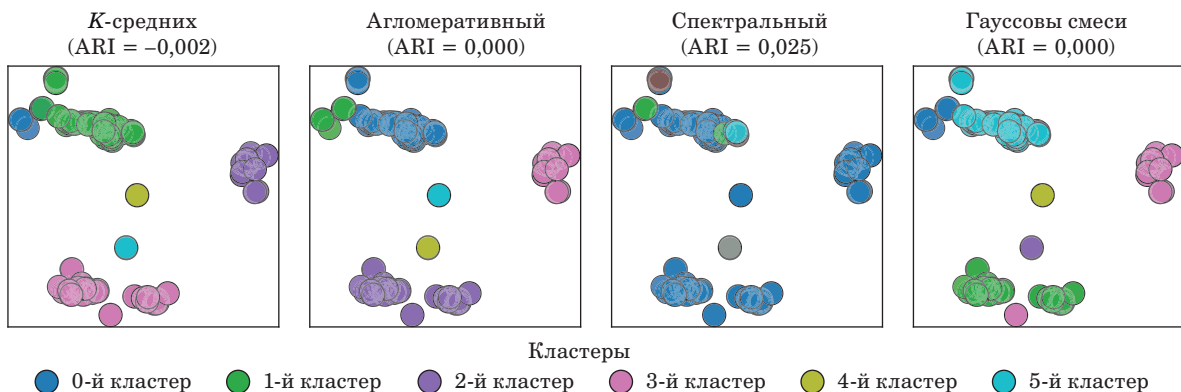 K-средних
(ARI = –0,002)
Агломеративный
(ARI = 0,000)
Спектральный
(ARI = 0,025)
Гауссовы смеси
(ARI = 0,000)
Кластеры
0-й кластер 1-й кластер 2-й кластер 3-й кластер 4-й кластер 5-й кластер